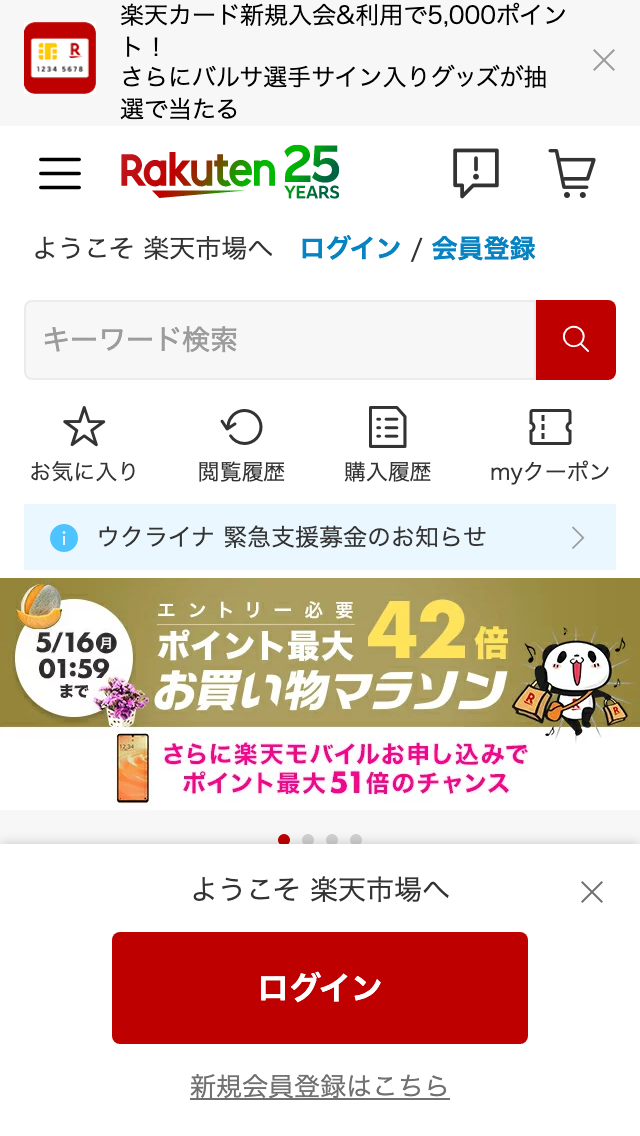 楽天カード新規入会&利用で5,000ポイン
ト！
さらにバルサ選手サイン入りグッズが抽
選で当たる
R
1234 5678
Rakuten 25
YEARS
ようこそ 楽天市場へ ログイン / 会員登録
キーワード検索
お気に入り 閲覧履歴 購入履歴 myクーポン
ウクライナ 緊急支援募金のお知らせ
5/16月
01:59
まで
エントリー必要
ポイント最大42倍
お買い物マラソン
R
R
12:34
さらに楽天モバイルお申し込みで
ポイント最大51倍のチャンス
ようこそ 楽天市場へ
ログイン
新規会員登録はこちら